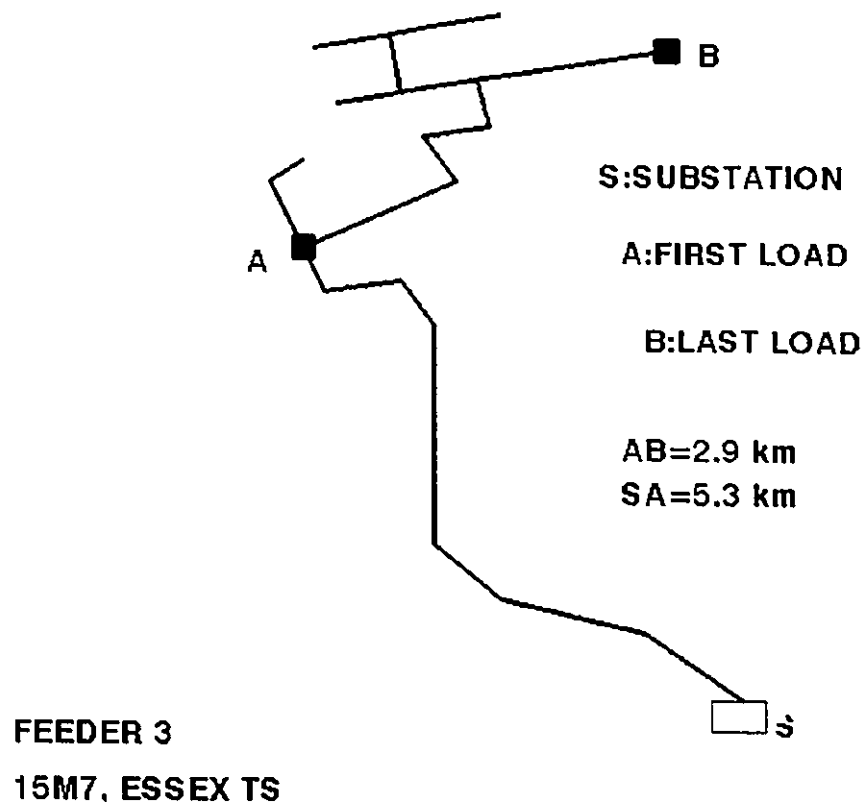 B
S:SUBSTATION
A
A:FIRST LOAD
B:LAST LOAD
AB=2.9 km
SA=5.3 km
S
FEEDER 3
15M7, ESSEX TS